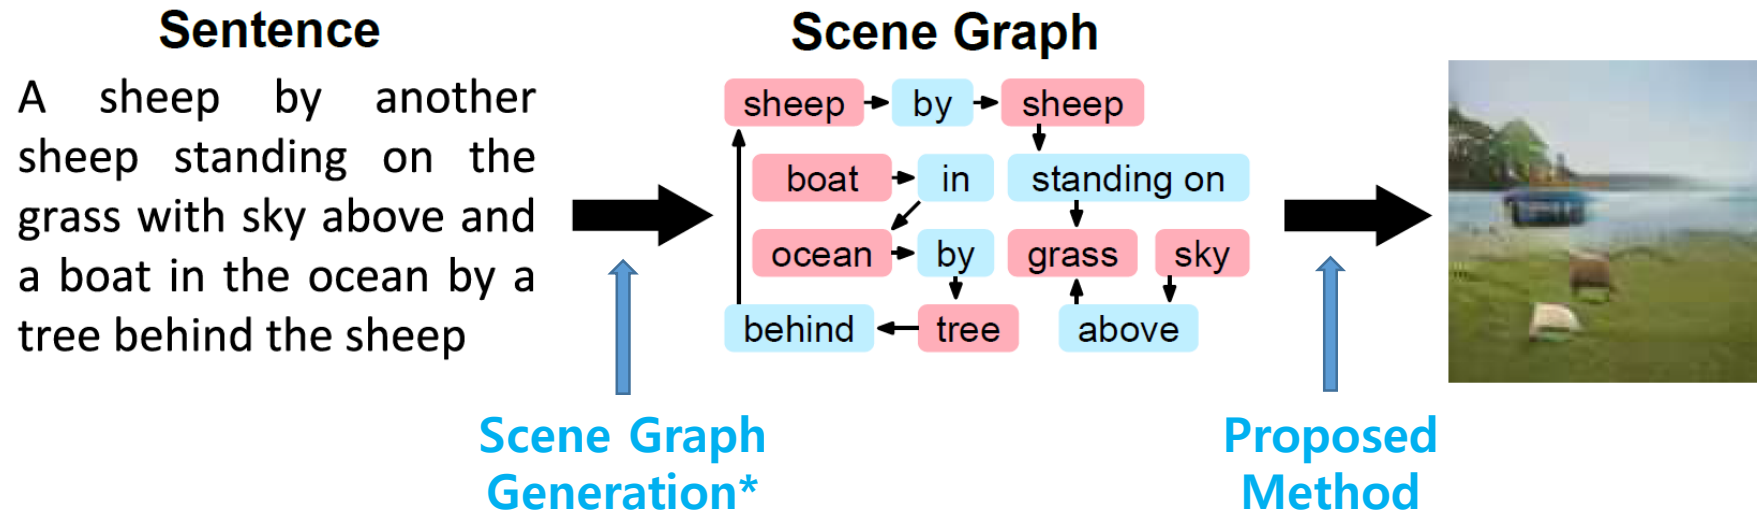 Sentence
A sheep by another
sheep standing on the
grass with sky above and
a boat in the ocean by a
tree behind the sheep
Scene Graph
sheep by sheep
boat in standing on
ocean by grass sky
behind tree above
Scene Graph
Generation*
Proposed
Method